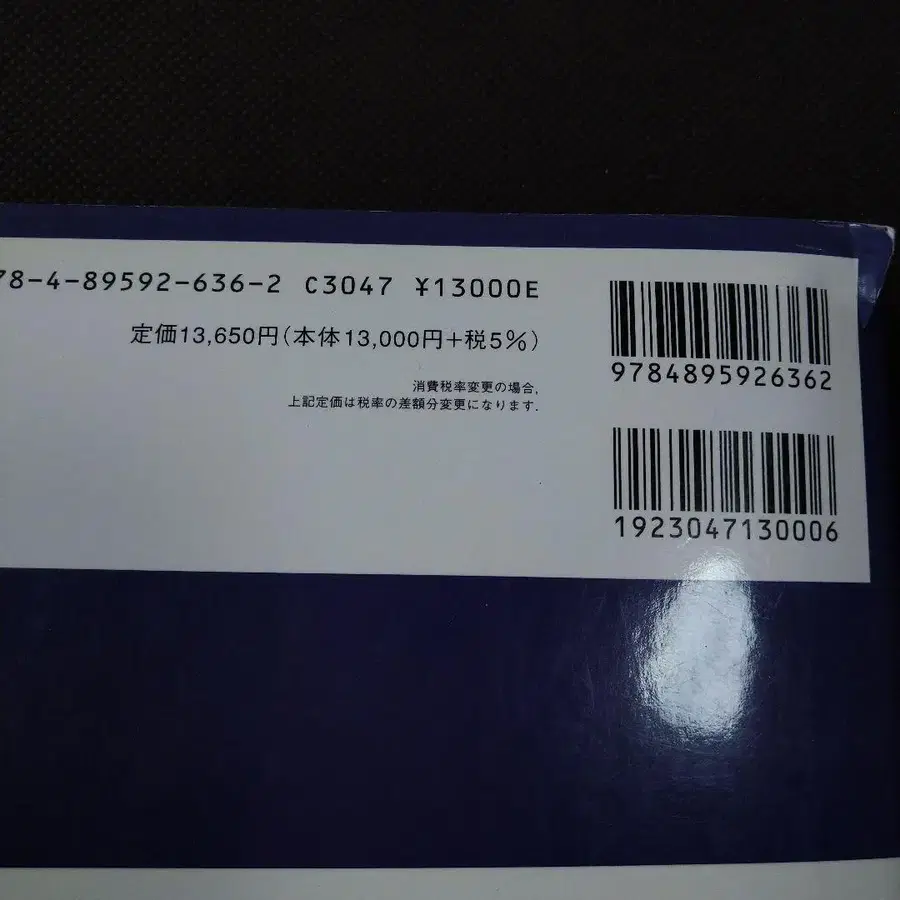 78-4-89592-636-2 C3047 ¥13000E
定価13,650円(本体13,000円+税5%)
消費税率変更の場合,
上記定価は税率の差額分変更になります.
9784895926362
1923047130006